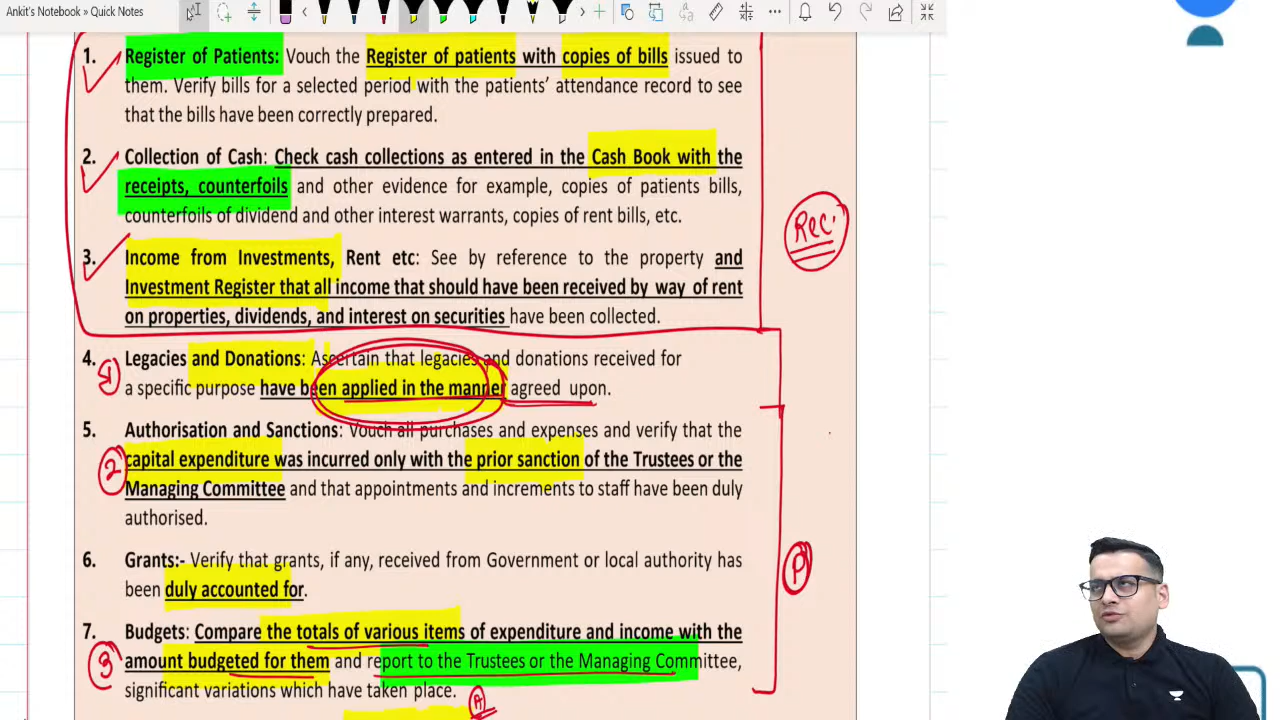 Ankit's Notebook » Quick Notes
1. Register of Patients: Vouch the Register of patients with copies of bills issued to
them. Verify bills for a selected period with the patients' attendance record to see
that the bills have been correctly prepared.
2. Collection of Cash: Check cash collections as entered in the Cash Book with the
receipts, counterfoils and other evidence for example, copies of patients bills,
counterfoils of dividend and other interest warrants, copies of rent bills, etc.
Rec.
3. Income from Investments, Rent etc: See by reference to the property and
Investment Register that all income that should have been received by way of rent
on properties, dividends, and interest on securities have been collected.
4. Legacies and Donations: Ascertain that legacies and donations received for
1 a specific purpose have been applied in the manner agreed upon.
5. Authorisation and Sanctions: Vouch all purchases and expenses and verify that the
2 capital expenditure was incurred only with the prior sanction of the Trustees or the
Managing Committee and that appointments and increments to staff have been duly
authorised.
6. Grants:- Verify that grants, if any, received from Government or local authority has
P
been duly accounted for.
7. Budgets: Compare the totals of various items of expenditure and income with the
3 amount budgeted for them and report to the Trustees or the Managing Committee,
significant variations which have taken place.
A